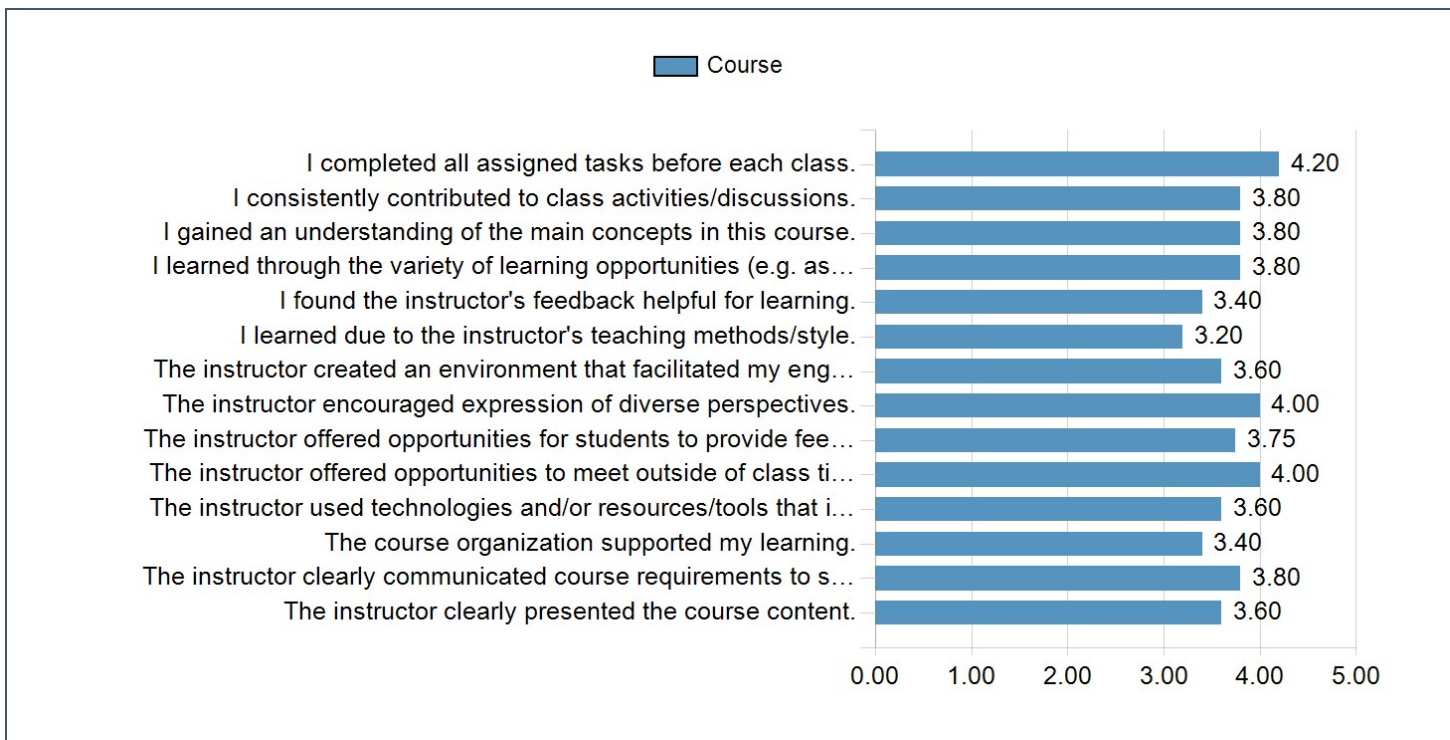 Course
I completed all assigned tasks before each class. 4.20
I consistently contributed to class activities/discussions. 3.80
I gained an understanding of the main concepts in this course. 3.80
I learned through the variety of learning opportunities (e.g. as… 3.80
I found the instructor's feedback helpful for learning. 3.40
I learned due to the instructor's teaching methods/style. 3.20
The instructor created an environment that facilitated my eng… 3.60
The instructor encouraged expression of diverse perspectives. 4.00
The instructor offered opportunities for students to provide fee… 3.75
The instructor offered opportunities to meet outside of class ti… 4.00
The instructor used technologies and/or resources/tools that i… 3.60
The course organization supported my learning. 3.40
The instructor clearly communicated course requirements to s… 3.80
The instructor clearly presented the course content. 3.60
0.00 1.00 2.00 3.00 4.00 5.00